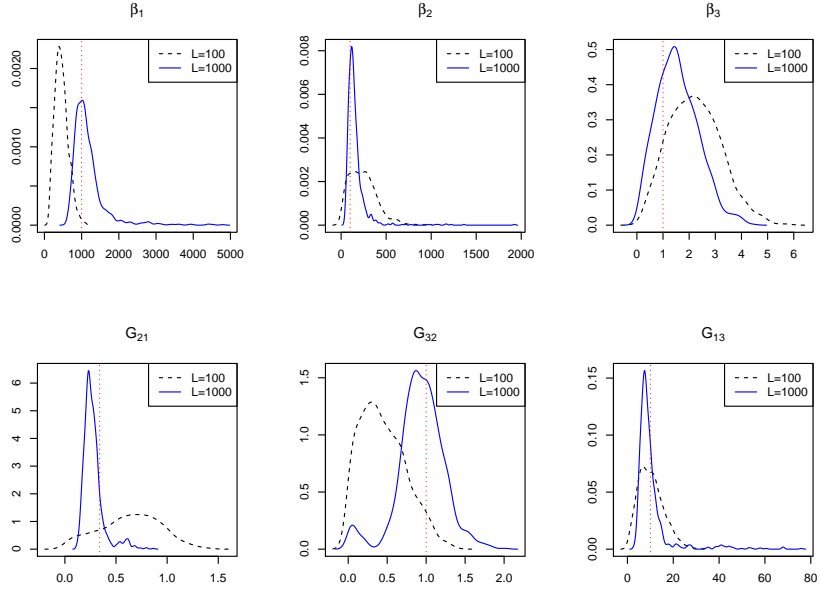 β₁
L=100
L=1000
0.0000
0.0010
0.0020
0 1000 2000 3000 4000 5000
β₂
L=100
L=1000
0.000
0.002
0.004
0.006
0.008
0 500 1000 1500 2000
β₃
L=100
L=1000
0.0
0.1
0.2
0.3
0.4
0.5
0 1 2 3 4 5 6
G₂₁
L=100
L=1000
0
1
2
3
4
5
6
0.0 0.5 1.0 1.5
G₃₂
L=100
L=1000
0.0
0.5
1.0
1.5
0.0 0.5 1.0 1.5 2.0
G₁₃
L=100
L=1000
0.00
0.05
0.10
0.15
0 20 40 60 80